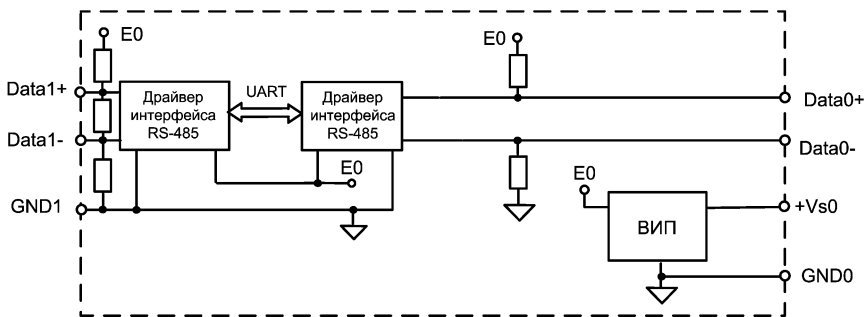 E0
E0
Data1+
Драйвер
интерфейса
RS-485
UART
Драйвер
интерфейса
RS-485
Data0+
Data1-
Data0-
E0
E0
GND1
ВИП
+Vs0
GND0